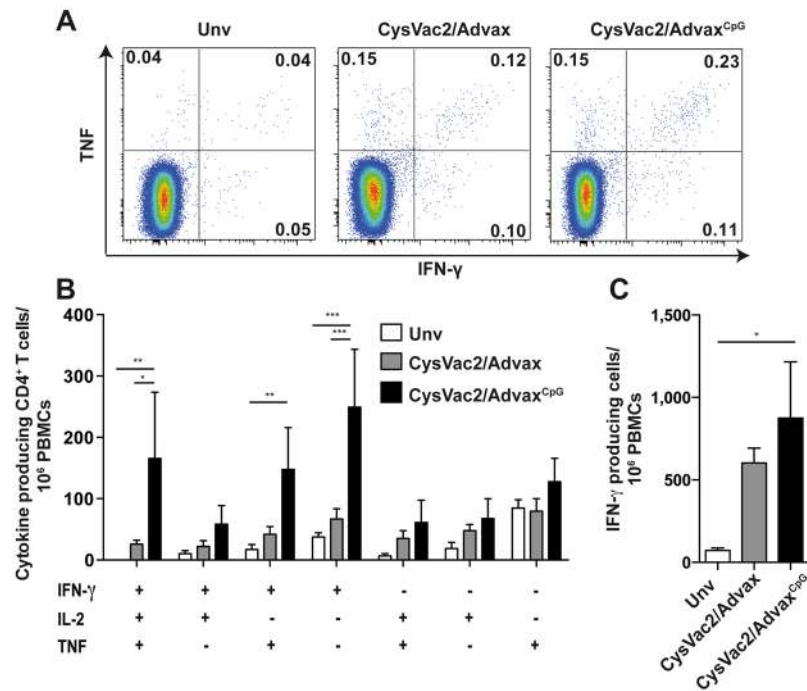 A
Unv
CysVac2/Advax
CysVac2/Advax^CpG
0.04
0.04
0.05
0.15
0.12
0.10
0.15
0.23
0.11
TNF
IFN-γ
B
Cytokine producing CD4⁺ T cells/
10⁶ PBMCs
400
300
200
100
0
**
*
**
***
***
Unv
CysVac2/Advax
CysVac2/Advax^CpG
IFN-γ + + + + - - -
IL-2 + + - - + + -
TNF + - + - + - +
C
IFN-γ producing cells/
10⁶ PBMCs
1,500
1,000
500
0
*
Unv
CysVac2/Advax
CysVac2/Advax^CpG